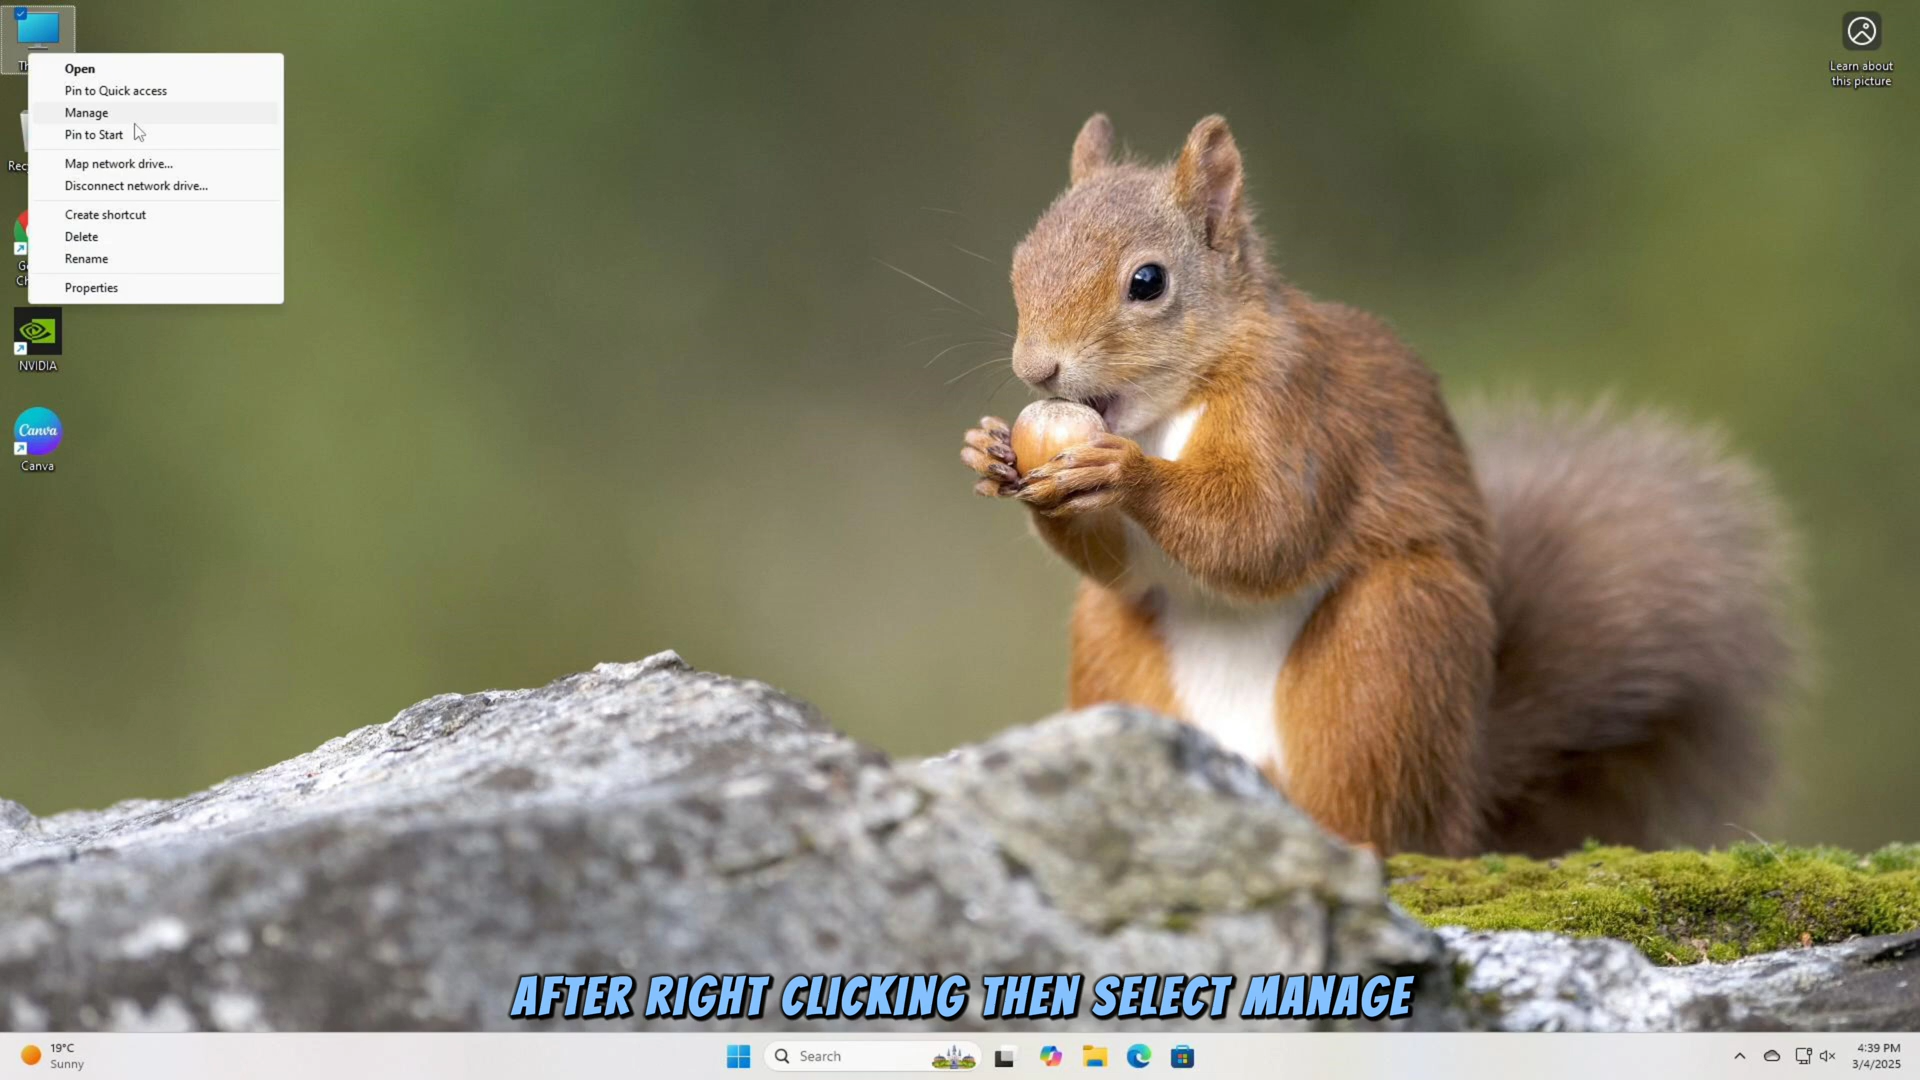 Open
Pin to Quick access
Manage
Pin to Start
Map network drive...
Disconnect network drive...
Create shortcut
Delete
Rename
Properties
NVIDIA
Canva
Canva
Learn about
this picture
AFTER RIGHT CLICKING THEN SELECT MANAGE
19°C
Sunny
Search
4:39 PM
3/4/2025